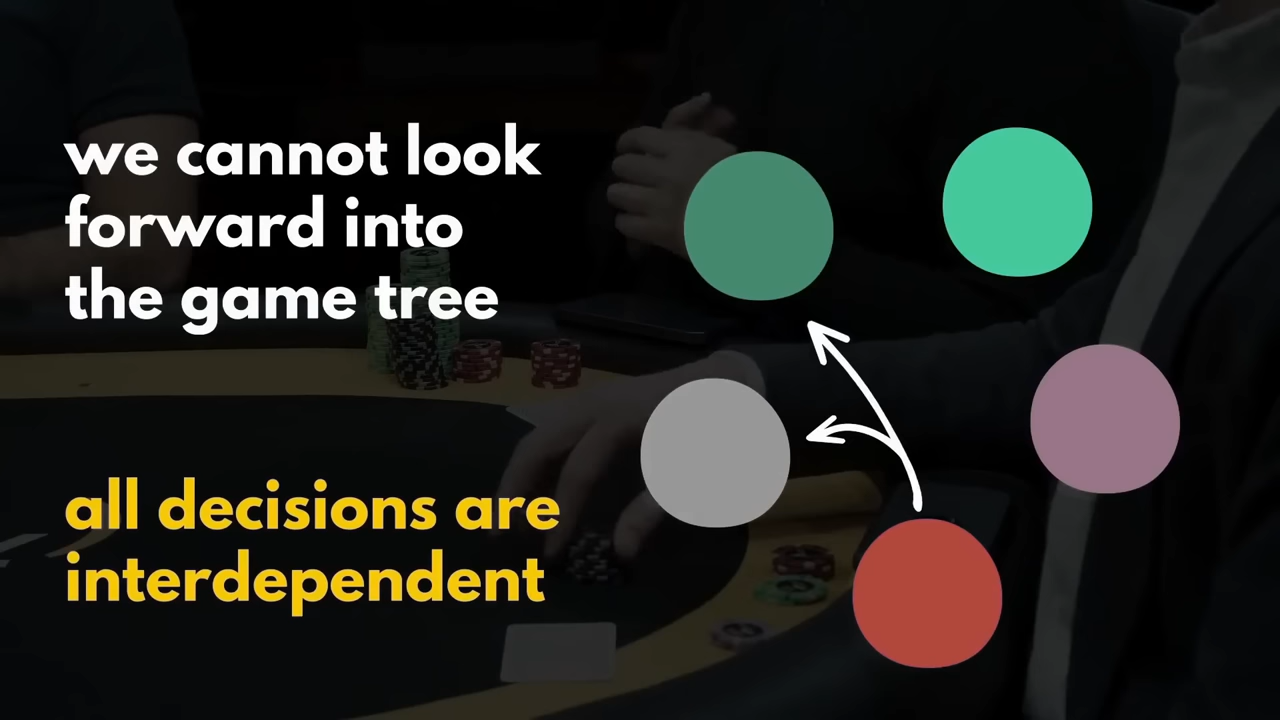 we cannot look
forward into
the game tree
all decisions are
interdependent